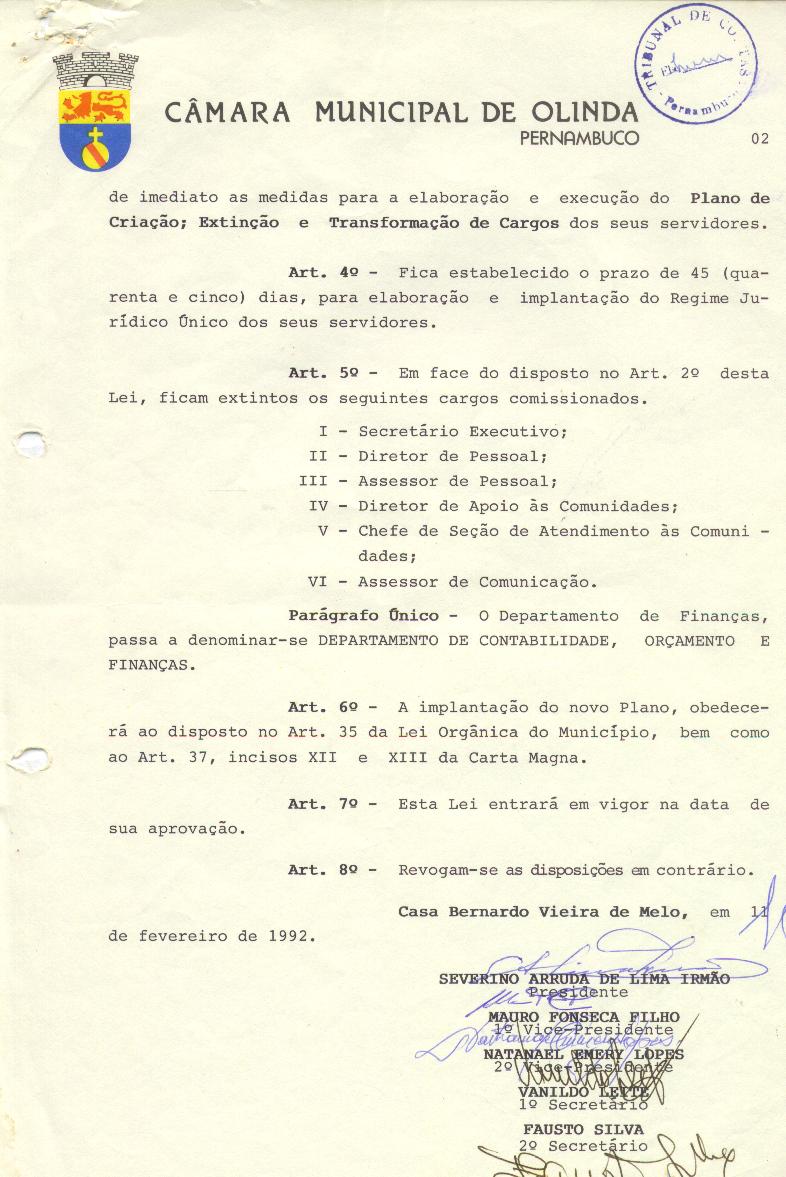 TRIBUNAL DE CONTAS
Pernambuco
CÂMARA MUNICIPAL DE OLINDA
PERNAMBUCO
02
de imediato as medidas para a elaboração e execução do Plano de
Criação; Extinção e Transformação de Cargos dos seus servidores.
Art. 4º - Fica estabelecido o prazo de 45 (qua-
renta e cinco) dias, para elaboração e implantação do Regime Ju-
rídico Único dos seus servidores.
Art. 5º - Em face do disposto no Art. 2º desta
Lei, ficam extintos os seguintes cargos comissionados.
I - Secretário Executivo;
II - Diretor de Pessoal;
III - Assessor de Pessoal;
IV - Diretor de Apoio às Comunidades;
V - Chefe de Seção de Atendimento às Comuni -
dades;
VI - Assessor de Comunicação.
Parágrafo Único - O Departamento de Finanças,
passa a denominar-se DEPARTAMENTO DE CONTABILIDADE, ORÇAMENTO E
FINANÇAS.
Art. 6º - A implantação do novo Plano, obedece-
rá ao disposto no Art. 35 da Lei Orgânica do Município, bem como
ao Art. 37, incisos XII e XIII da Carta Magna.
Art. 7º - Esta Lei entrará em vigor na data de
sua aprovação.
Art. 8º - Revogam-se as disposições em contrário.
Casa Bernardo Vieira de Melo, em 11
de fevereiro de 1992.
SEVERINO ARRUDA DE LIMA IRMÃO
Presidente
MAURO FONSECA FILHO
1º Vice-Presidente
NATANAEL EMERY LOPES
2º Vice-Presidente
VANILDO LEITE
1º Secretário
FAUSTO SILVA
2º Secretário